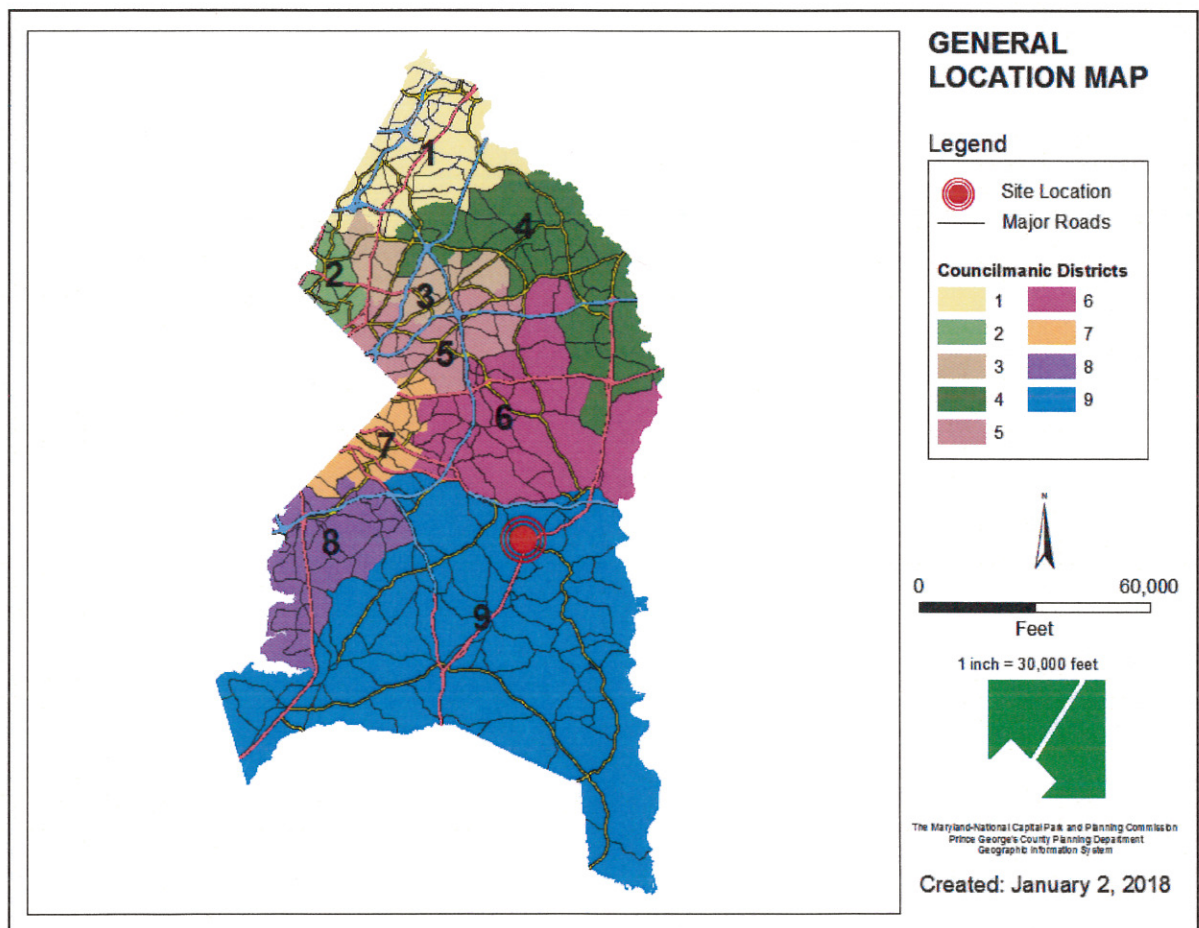 GENERAL
LOCATION MAP
Legend
Site Location
Major Roads
Councilmanic Districts
1 6
2 7
3 8
4 9
5
N
0 60,000
Feet
1 inch = 30,000 feet
The Maryland-National Capital Park and Planning Commission
Prince George's County Planning Department
Geographic Information System
Created: January 2, 2018
1
4
2
3
5
6
7
8
9